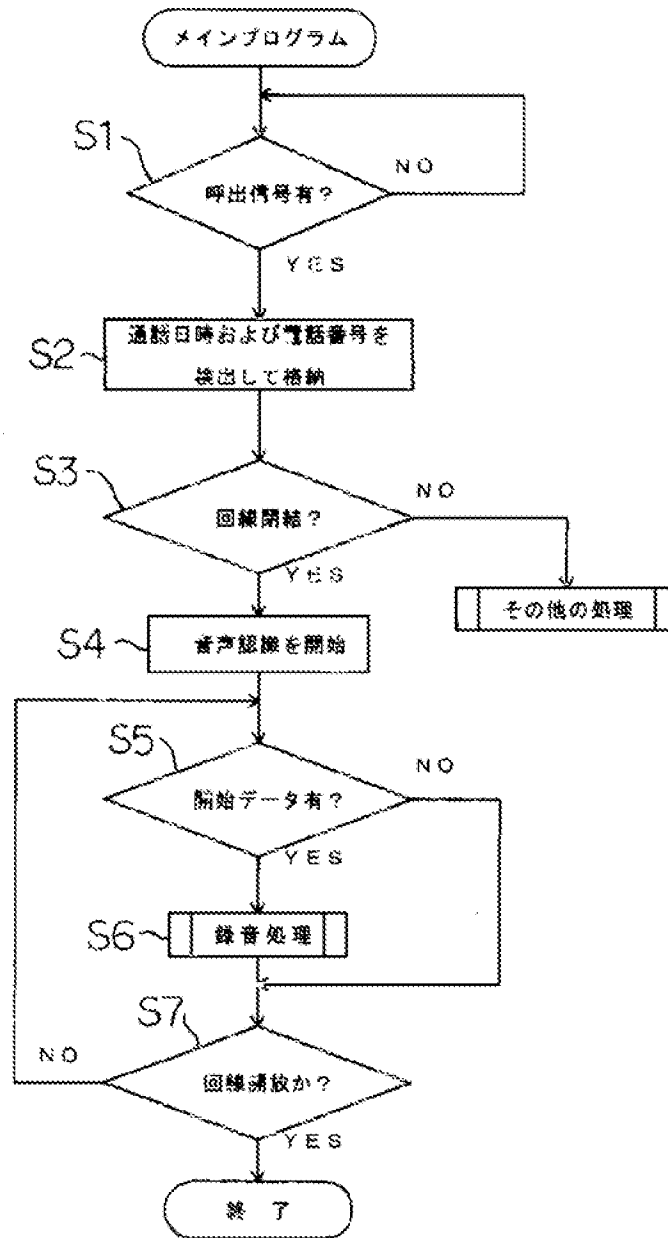 メインプログラム
S1
NO
呼出信号有?
YES
S2
通話日時および電話番号を
検出して格納
S3
NO
回線閉結?
YES
その他の処理
S4
音声認識を開始
S5
NO
開始データ有?
YES
S6
録音処理
S7
NO
回線開放か?
YES
終 了